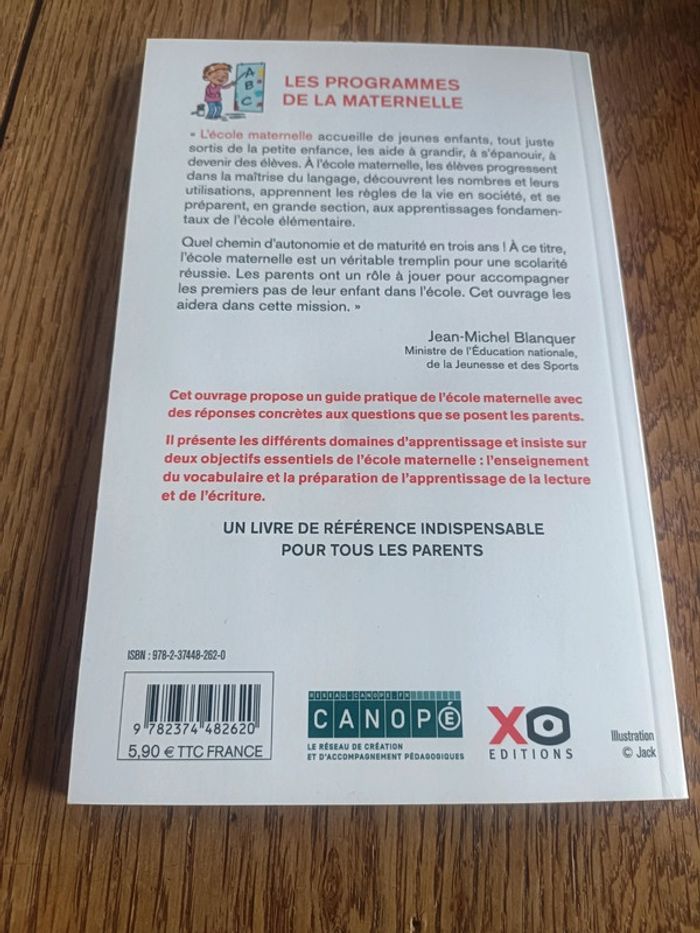 A
B
C
LES PROGRAMMES
DE LA MATERNELLE
« L'école maternelle accueille de jeunes enfants, tout juste
sortis de la petite enfance, les aide à grandir, à s'épanouir, à
devenir des élèves. À l'école maternelle, les élèves progressent
dans la maîtrise du langage, découvrent les nombres et leurs
utilisations, apprennent les règles de la vie en société, et se
préparent, en grande section, aux apprentissages fondamen-
taux de l'école élémentaire.
Quel chemin d'autonomie et de maturité en trois ans ! À ce titre,
l'école maternelle est un véritable tremplin pour une scolarité
réussie. Les parents ont un rôle à jouer pour accompagner
les premiers pas de leur enfant dans l'école. Cet ouvrage les
aidera dans cette mission. »
Jean-Michel Blanquer
Ministre de l'Éducation nationale,
de la Jeunesse et des Sports
Cet ouvrage propose un guide pratique de l'école maternelle avec
des réponses concrètes aux questions que se posent les parents.
Il présente les différents domaines d'apprentissage et insiste sur
deux objectifs essentiels de l'école maternelle : l'enseignement
du vocabulaire et la préparation de l'apprentissage de la lecture
et de l'écriture.
UN LIVRE DE RÉFÉRENCE INDISPENSABLE
POUR TOUS LES PARENTS
ISBN : 978-2-37448-262-0
9 782374 482620
5,90 € TTC FRANCE
RESEAU-CANOPE.FR
CANOPÉ
LE RÉSEAU DE CRÉATION
ET D'ACCOMPAGNEMENT PÉDAGOGIQUES
XO
EDITIONS
Illustration
© Jack